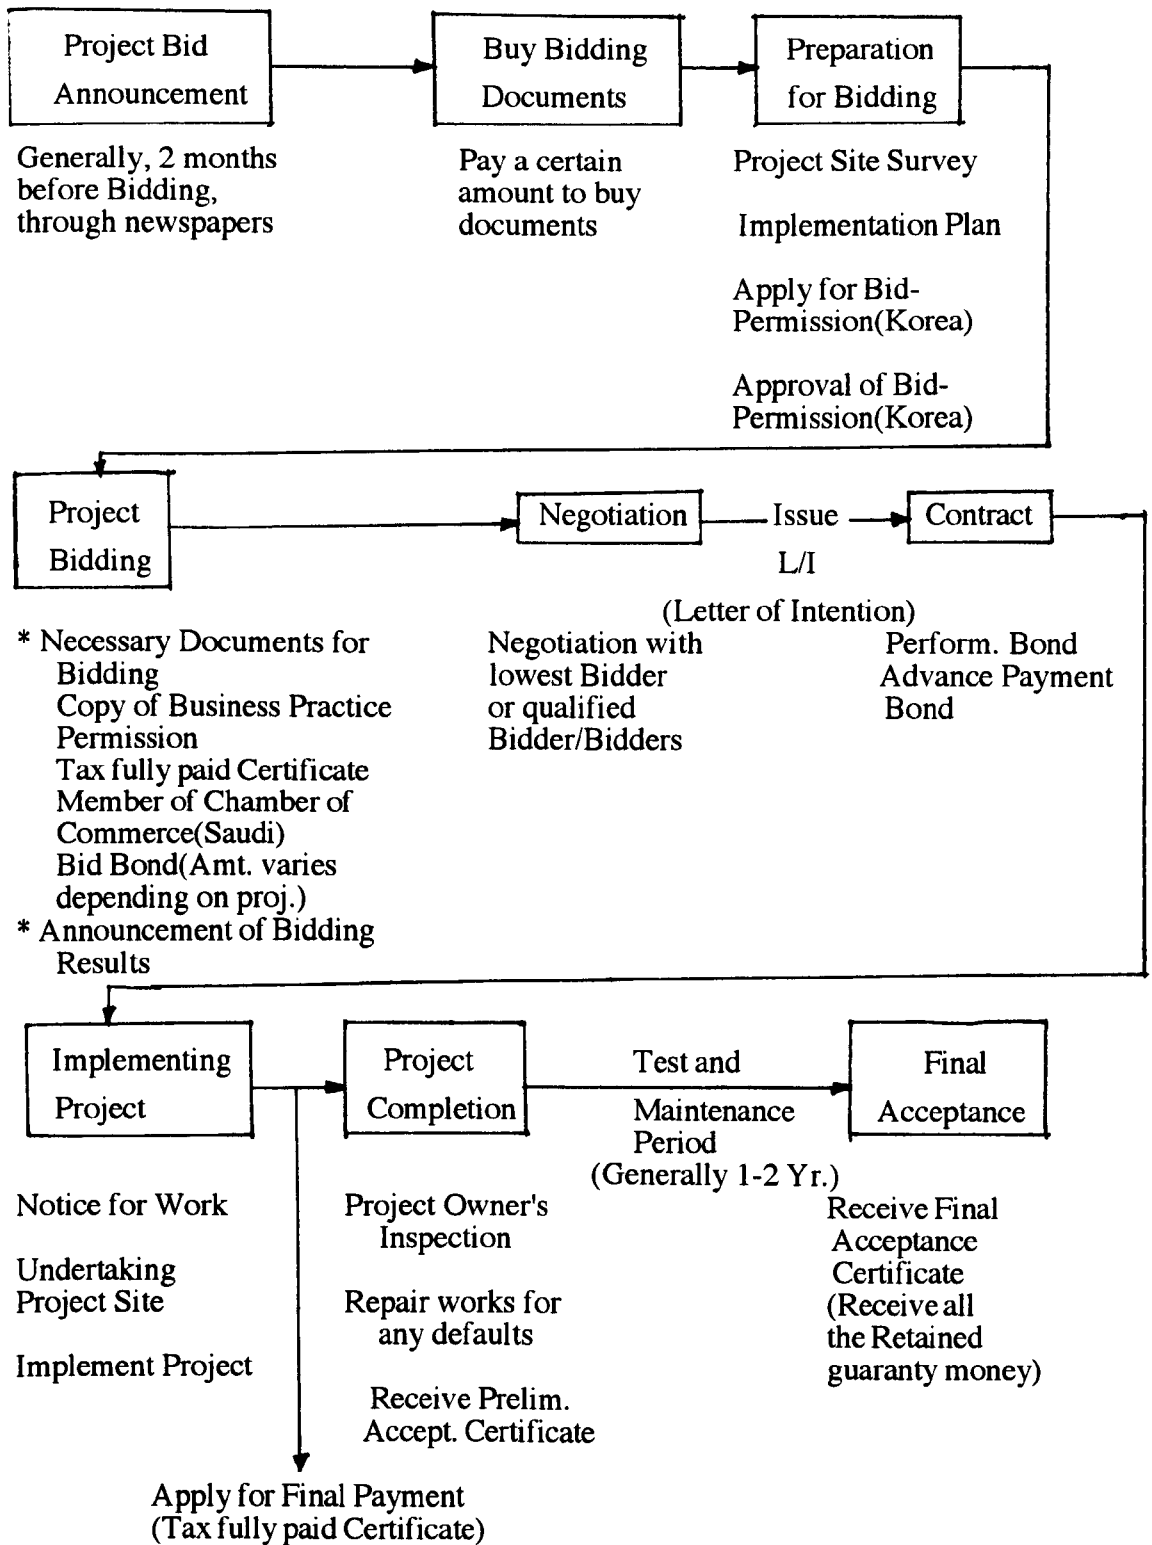 Project Bid
Announcement
Buy Bidding
Documents
Preparation
for Bidding
Generally, 2 months
before Bidding,
through newspapers
Pay a certain
amount to buy
documents
Project Site Survey
Implementation Plan
Apply for Bid-
Permission(Korea)
Approval of Bid-
Permission(Korea)
Project
Bidding
Negotiation
Issue
L/I
(Letter of Intention)
Contract
* Necessary Documents for
Bidding
Copy of Business Practice
Permission
Tax fully paid Certificate
Member of Chamber of
Commerce(Saudi)
Bid Bond(Amt. varies
depending on proj.)
* Announcement of Bidding
Results
Negotiation with
lowest Bidder
or qualified
Bidder/Bidders
Perform. Bond
Advance Payment
Bond
Implementing
Project
Project
Completion
Test and
Maintenance
Period
(Generally 1-2 Yr.)
Final
Acceptance
Notice for Work
Undertaking
Project Site
Implement Project
Project Owner's
Inspection
Repair works for
any defaults
Receive Prelim.
Accept. Certificate
Receive Final
Acceptance
Certificate
(Receive all
the Retained
guaranty money)
Apply for Final Payment
(Tax fully paid Certificate)